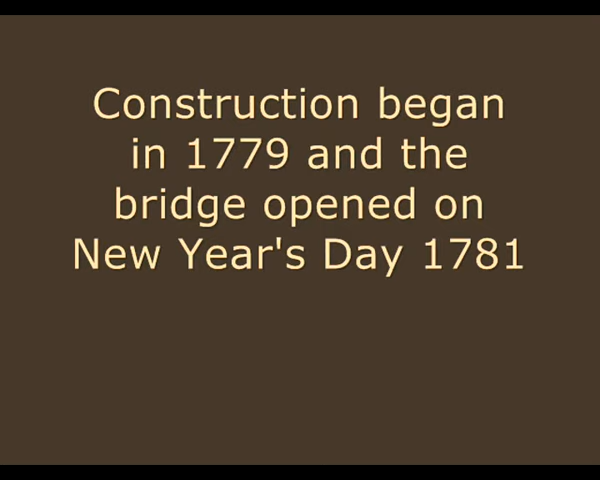 Construction began
in 1779 and the
bridge opened on
New Year's Day 1781